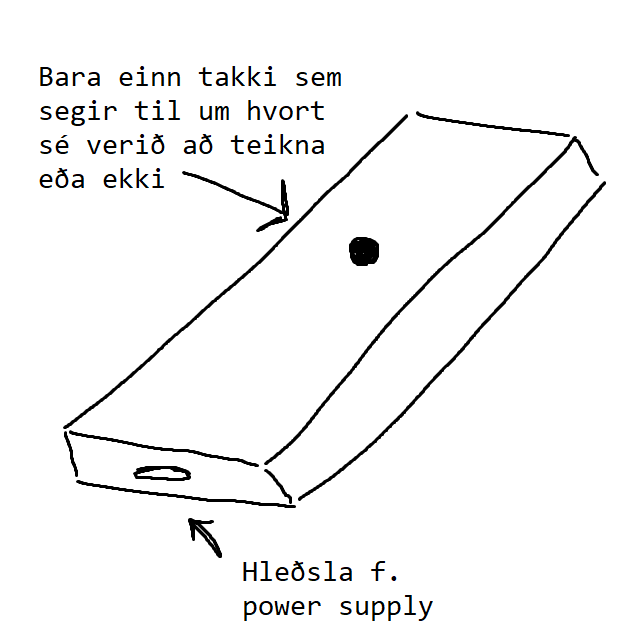 Bara einn takki sem
segir til um hvort
sé verið að teikna
eða ekki
Hleðsla f.
power supply